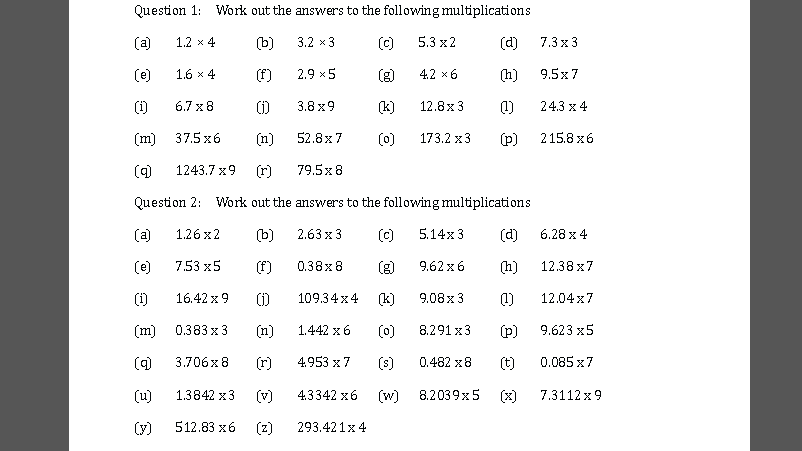 Question 1: Work out the answers to the following multiplications
(a) 1.2 × 4 (b) 3.2 × 3 (c) 5.3 x 2 (d) 7.3 x 3
(e) 1.6 × 4 (f) 2.9 × 5 (g) 4.2 × 6 (h) 9.5 x 7
(i) 6.7 x 8 (j) 3.8 x 9 (k) 12.8 x 3 (l) 24.3 x 4
(m) 37.5 x 6 (n) 52.8 x 7 (o) 173.2 x 3 (p) 215.8 x 6
(q) 1243.7 x 9 (r) 79.5 x 8
Question 2: Work out the answers to the following multiplications
(a) 1.26 x 2 (b) 2.63 x 3 (c) 5.14 x 3 (d) 6.28 x 4
(e) 7.53 x 5 (f) 0.38 x 8 (g) 9.62 x 6 (h) 12.38 x 7
(i) 16.42 x 9 (j) 109.34 x 4 (k) 9.08 x 3 (l) 12.04 x 7
(m) 0.383 x 3 (n) 1.442 x 6 (o) 8.291 x 3 (p) 9.623 x 5
(q) 3.706 x 8 (r) 4.953 x 7 (s) 0.482 x 8 (t) 0.085 x 7
(u) 1.3842 x 3 (v) 4.3342 x 6 (w) 8.2039 x 5 (x) 7.3112 x 9
(y) 512.83 x 6 (z) 293.421 x 4